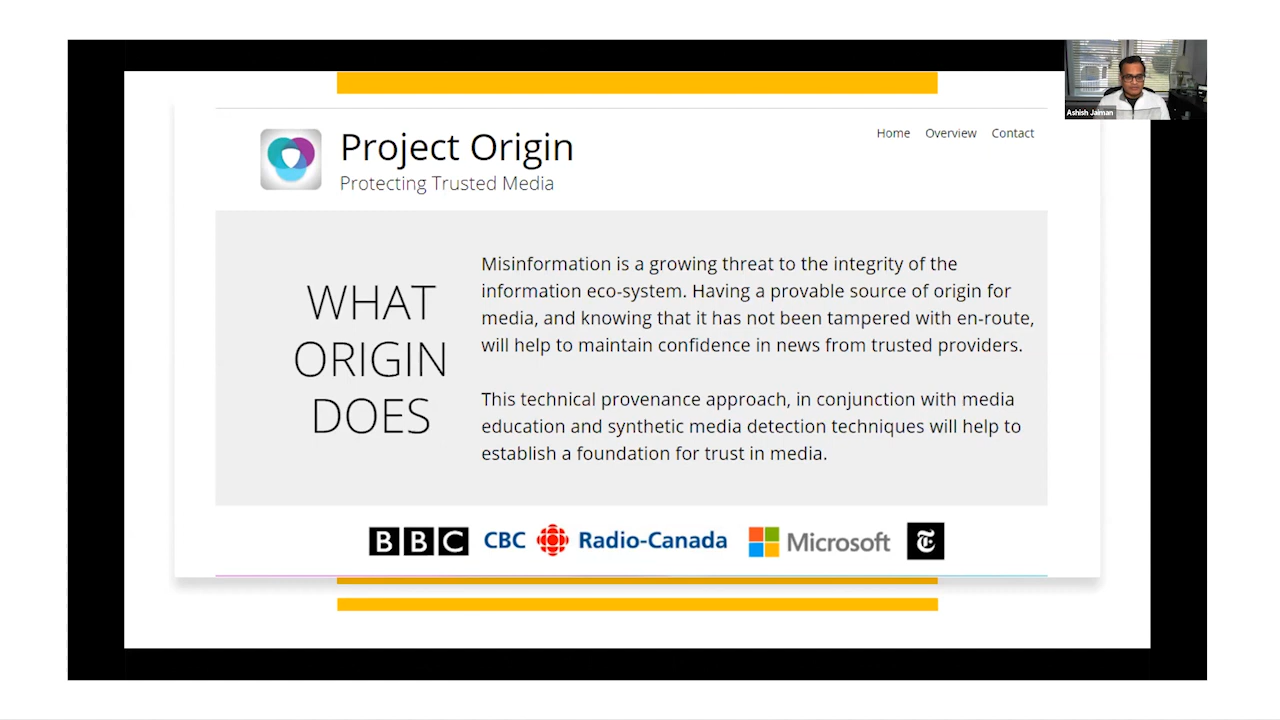 Ashish Jaiman
Project Origin
Protecting Trusted Media
Home Overview Contact
WHAT
ORIGIN
DOES
Misinformation is a growing threat to the integrity of the
information eco-system. Having a provable source of origin for
media, and knowing that it has not been tampered with en-route,
will help to maintain confidence in news from trusted providers.
This technical provenance approach, in conjunction with media
education and synthetic media detection techniques will help to
establish a foundation for trust in media.
BBC CBC Radio-Canada Microsoft T